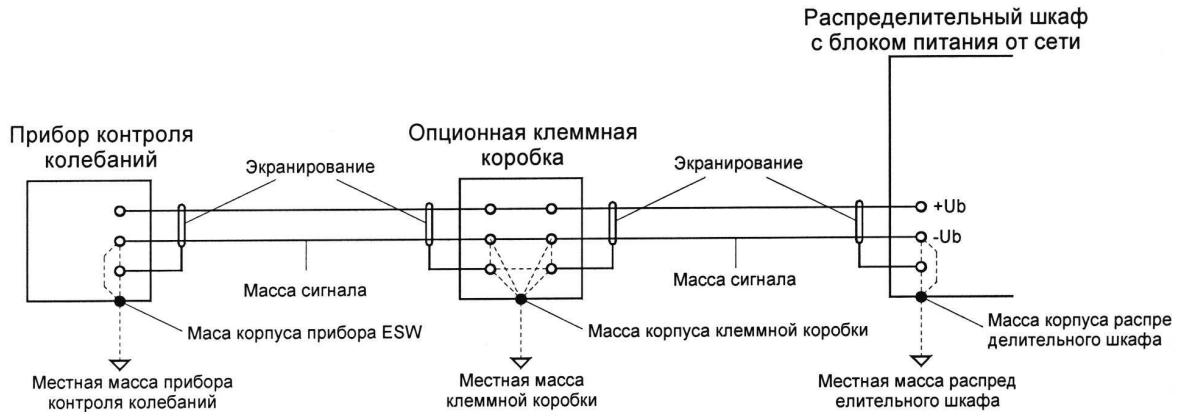 Распределительный шкаф
с блоком питания от сети
Прибор контроля
колебаний
Опционная клеммная
коробка
Экранирование
Экранирование
+Ub
-Ub
Масса сигнала
Масса сигнала
Маса корпуса прибора ESW
Масса корпуса клеммной коробки
Масса корпуса распре
делительного шкафа
Местная масса прибора
контроля колебаний
Местная масса
клеммной коробки
Местная масса распред
елительного шкафа